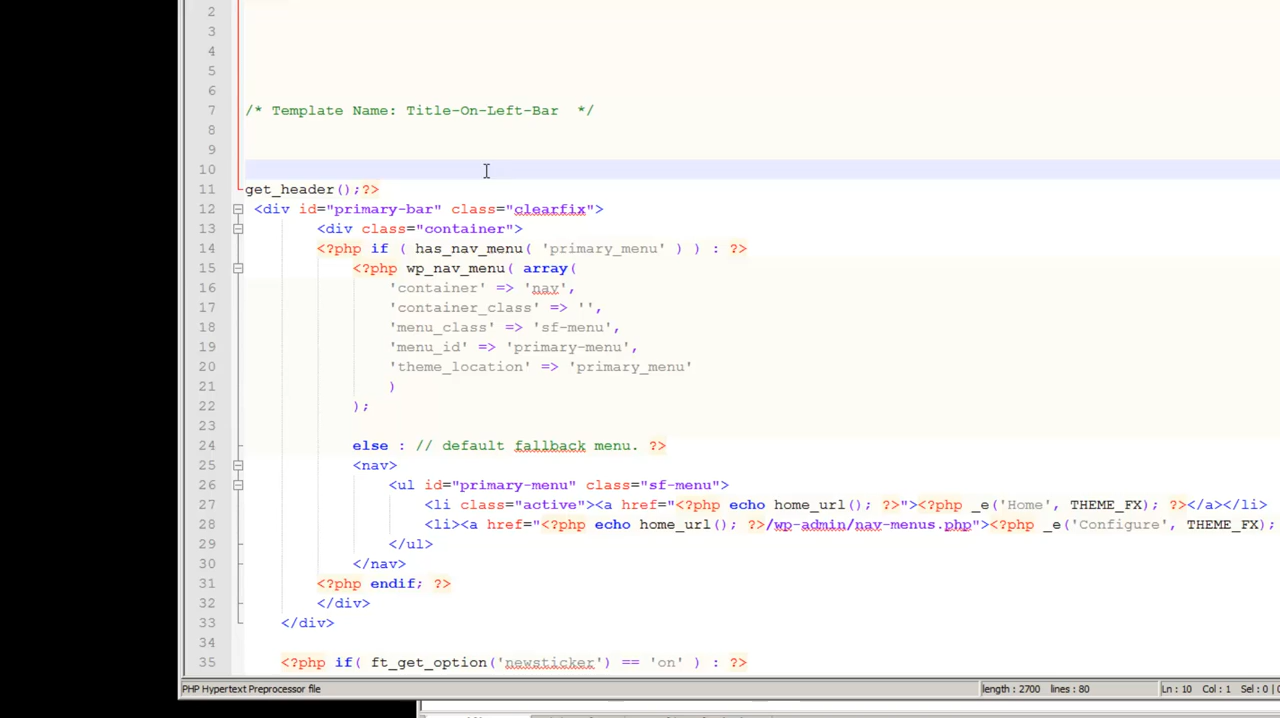 2
3
4
5
6
7 /* Template Name: Title-On-Left-Bar */
8
9
10
11 get_header();?>
12 <div id="primary-bar" class="clearfix">
13 <div class="container">
14 <?php if ( has_nav_menu( 'primary_menu' ) ) : ?>
15 <?php wp_nav_menu( array(
16 'container' => 'nav',
17 'container_class' => '',
18 'menu_class' => 'sf-menu',
19 'menu_id' => 'primary-menu',
20 'theme_location' => 'primary_menu'
21 )
22 );
23
24 else : // default fallback menu. ?>
25 <nav>
26 <ul id="primary-menu" class="sf-menu">
27 <li class="active"><a href="<?php echo home_url(); ?>"><?php _e('Home', THEME_FX); ?></a></li>
28 <li><a href="<?php echo home_url(); ?>/wp-admin/nav-menus.php"><?php _e('Configure', THEME_FX);
29 </ul>
30 </nav>
31 <?php endif; ?>
32 </div>
33 </div>
34
35 <?php if( ft_get_option('newsticker') == 'on' ) : ?>
PHP Hypertext Preprocessor file length : 2700 lines : 80 Ln : 10 Col : 1 Sel : 0 | 0